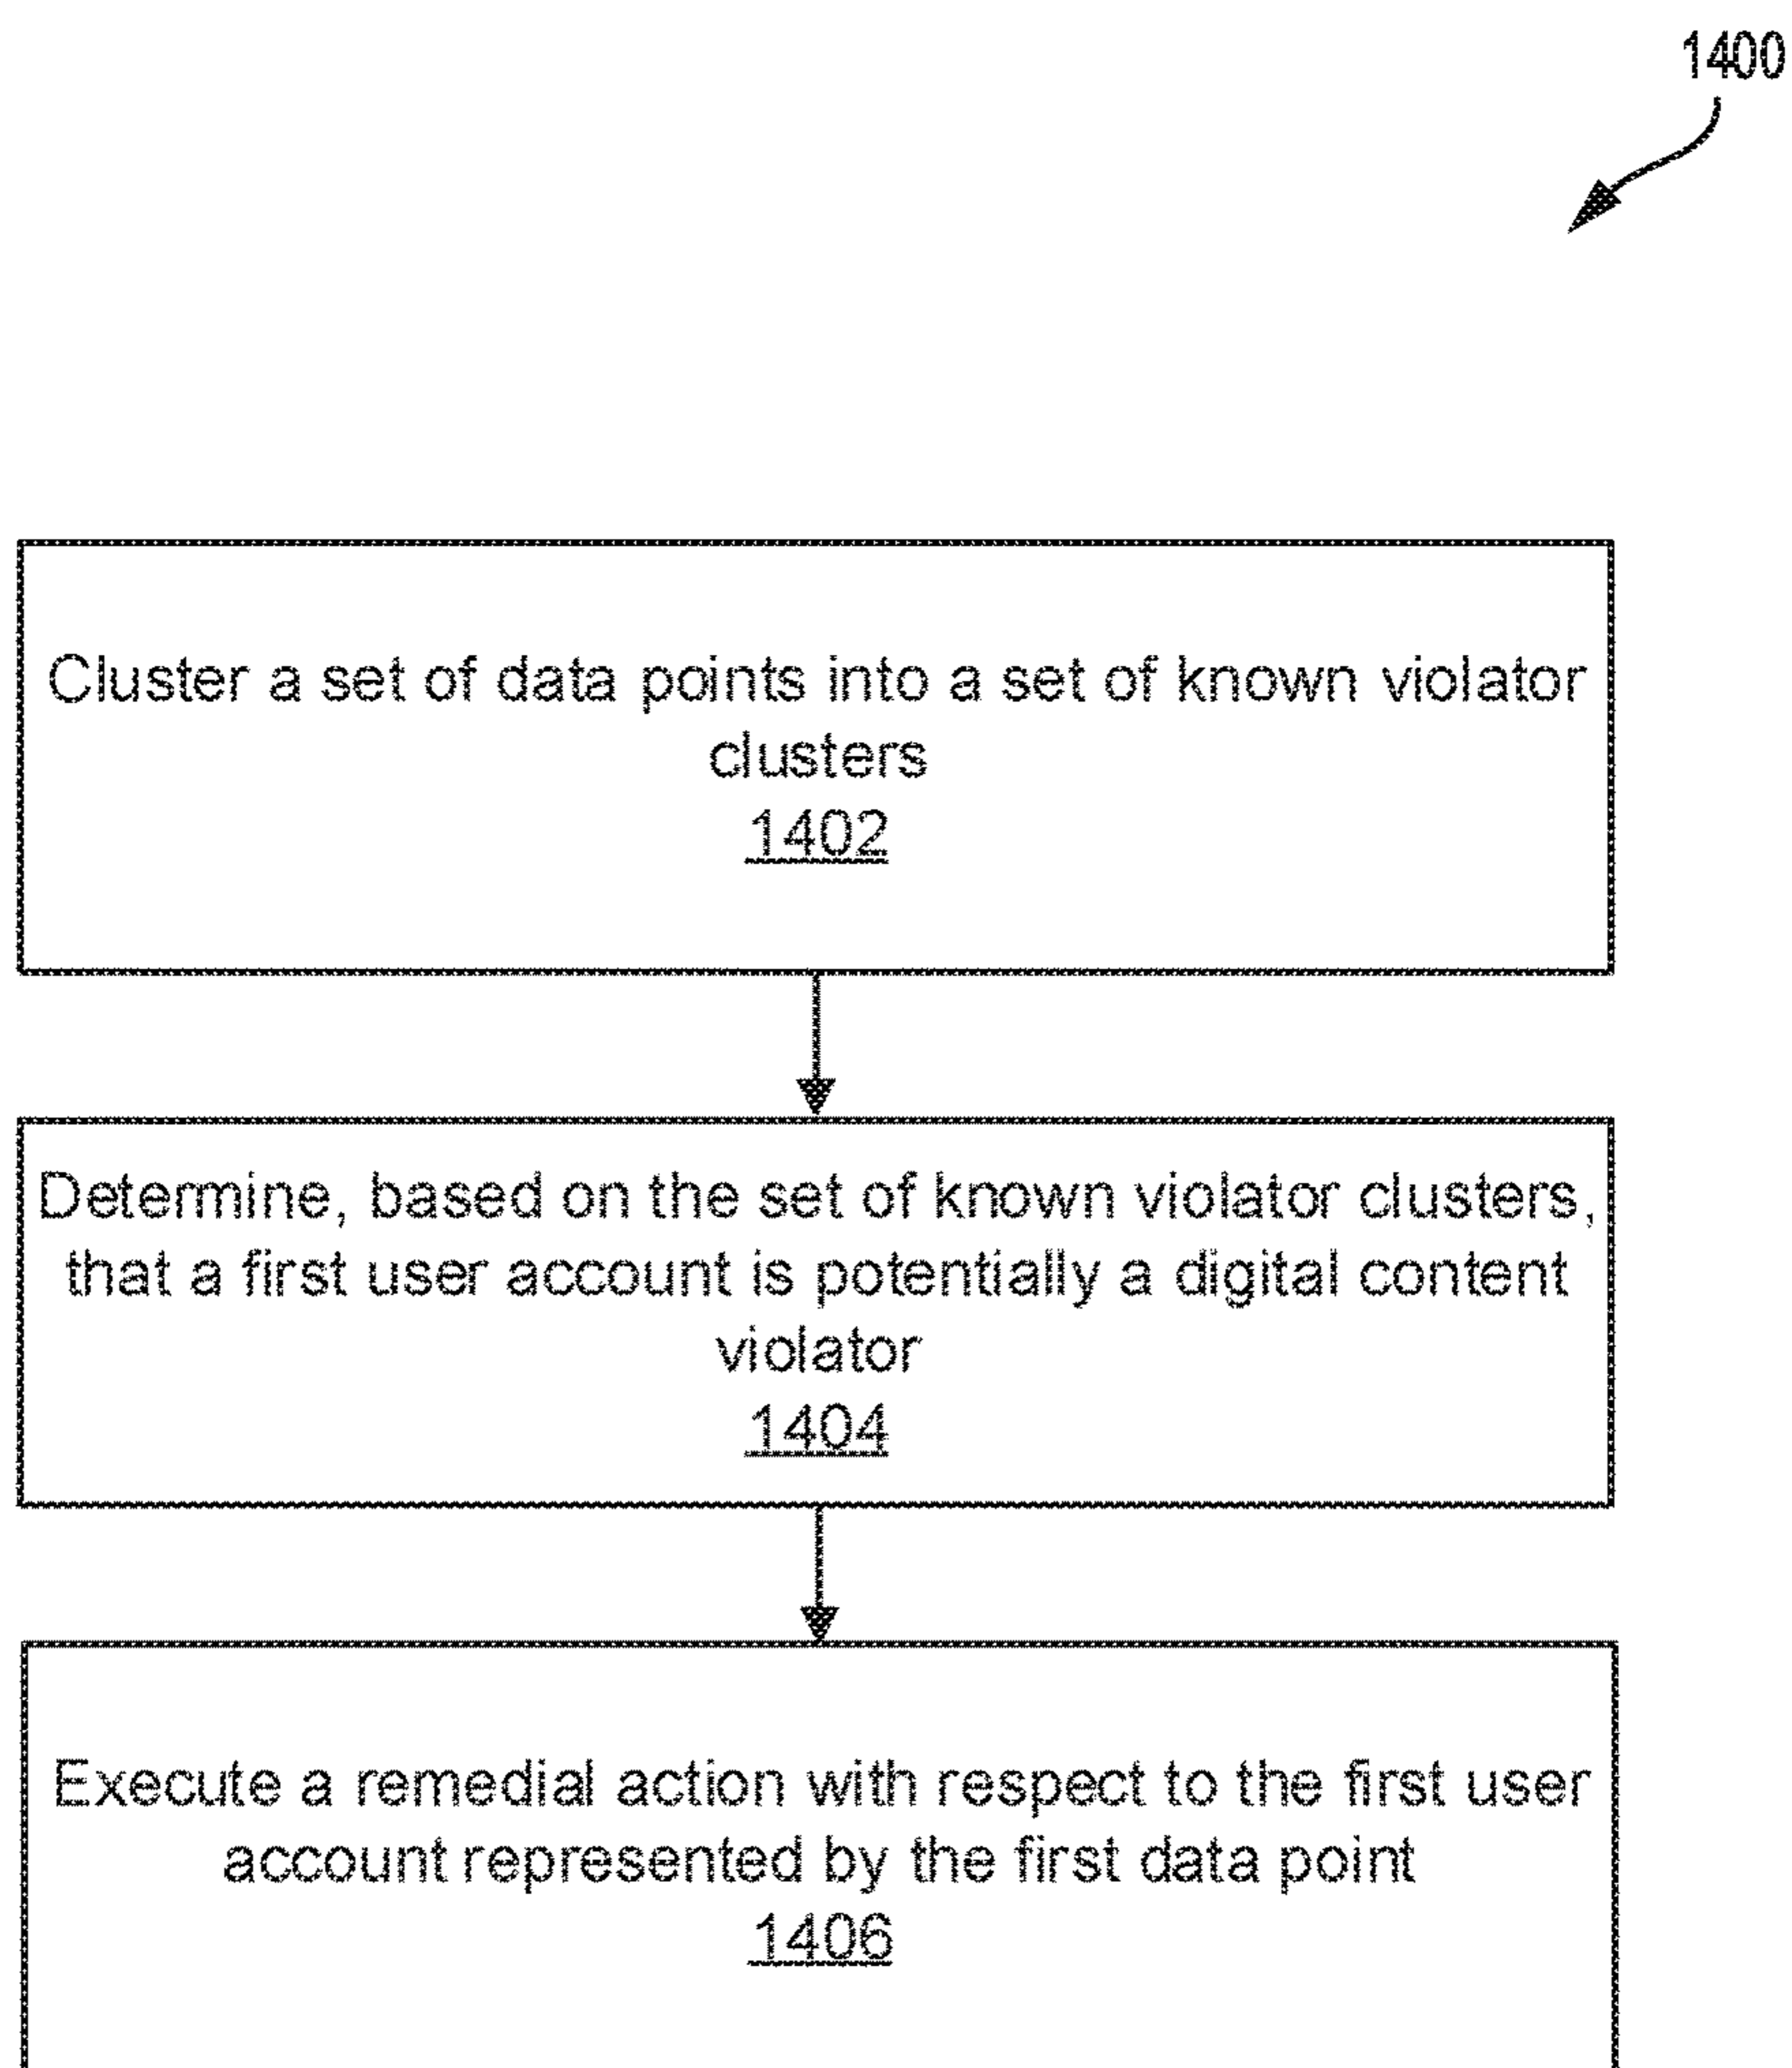 1400
Cluster a set of data points into a set of known violator
clusters
1402
Determine, based on the set of known violator clusters,
that a first user account is potentially a digital content
violator
1404
Execute a remedial action with respect to the first user
account represented by the first data point
1406